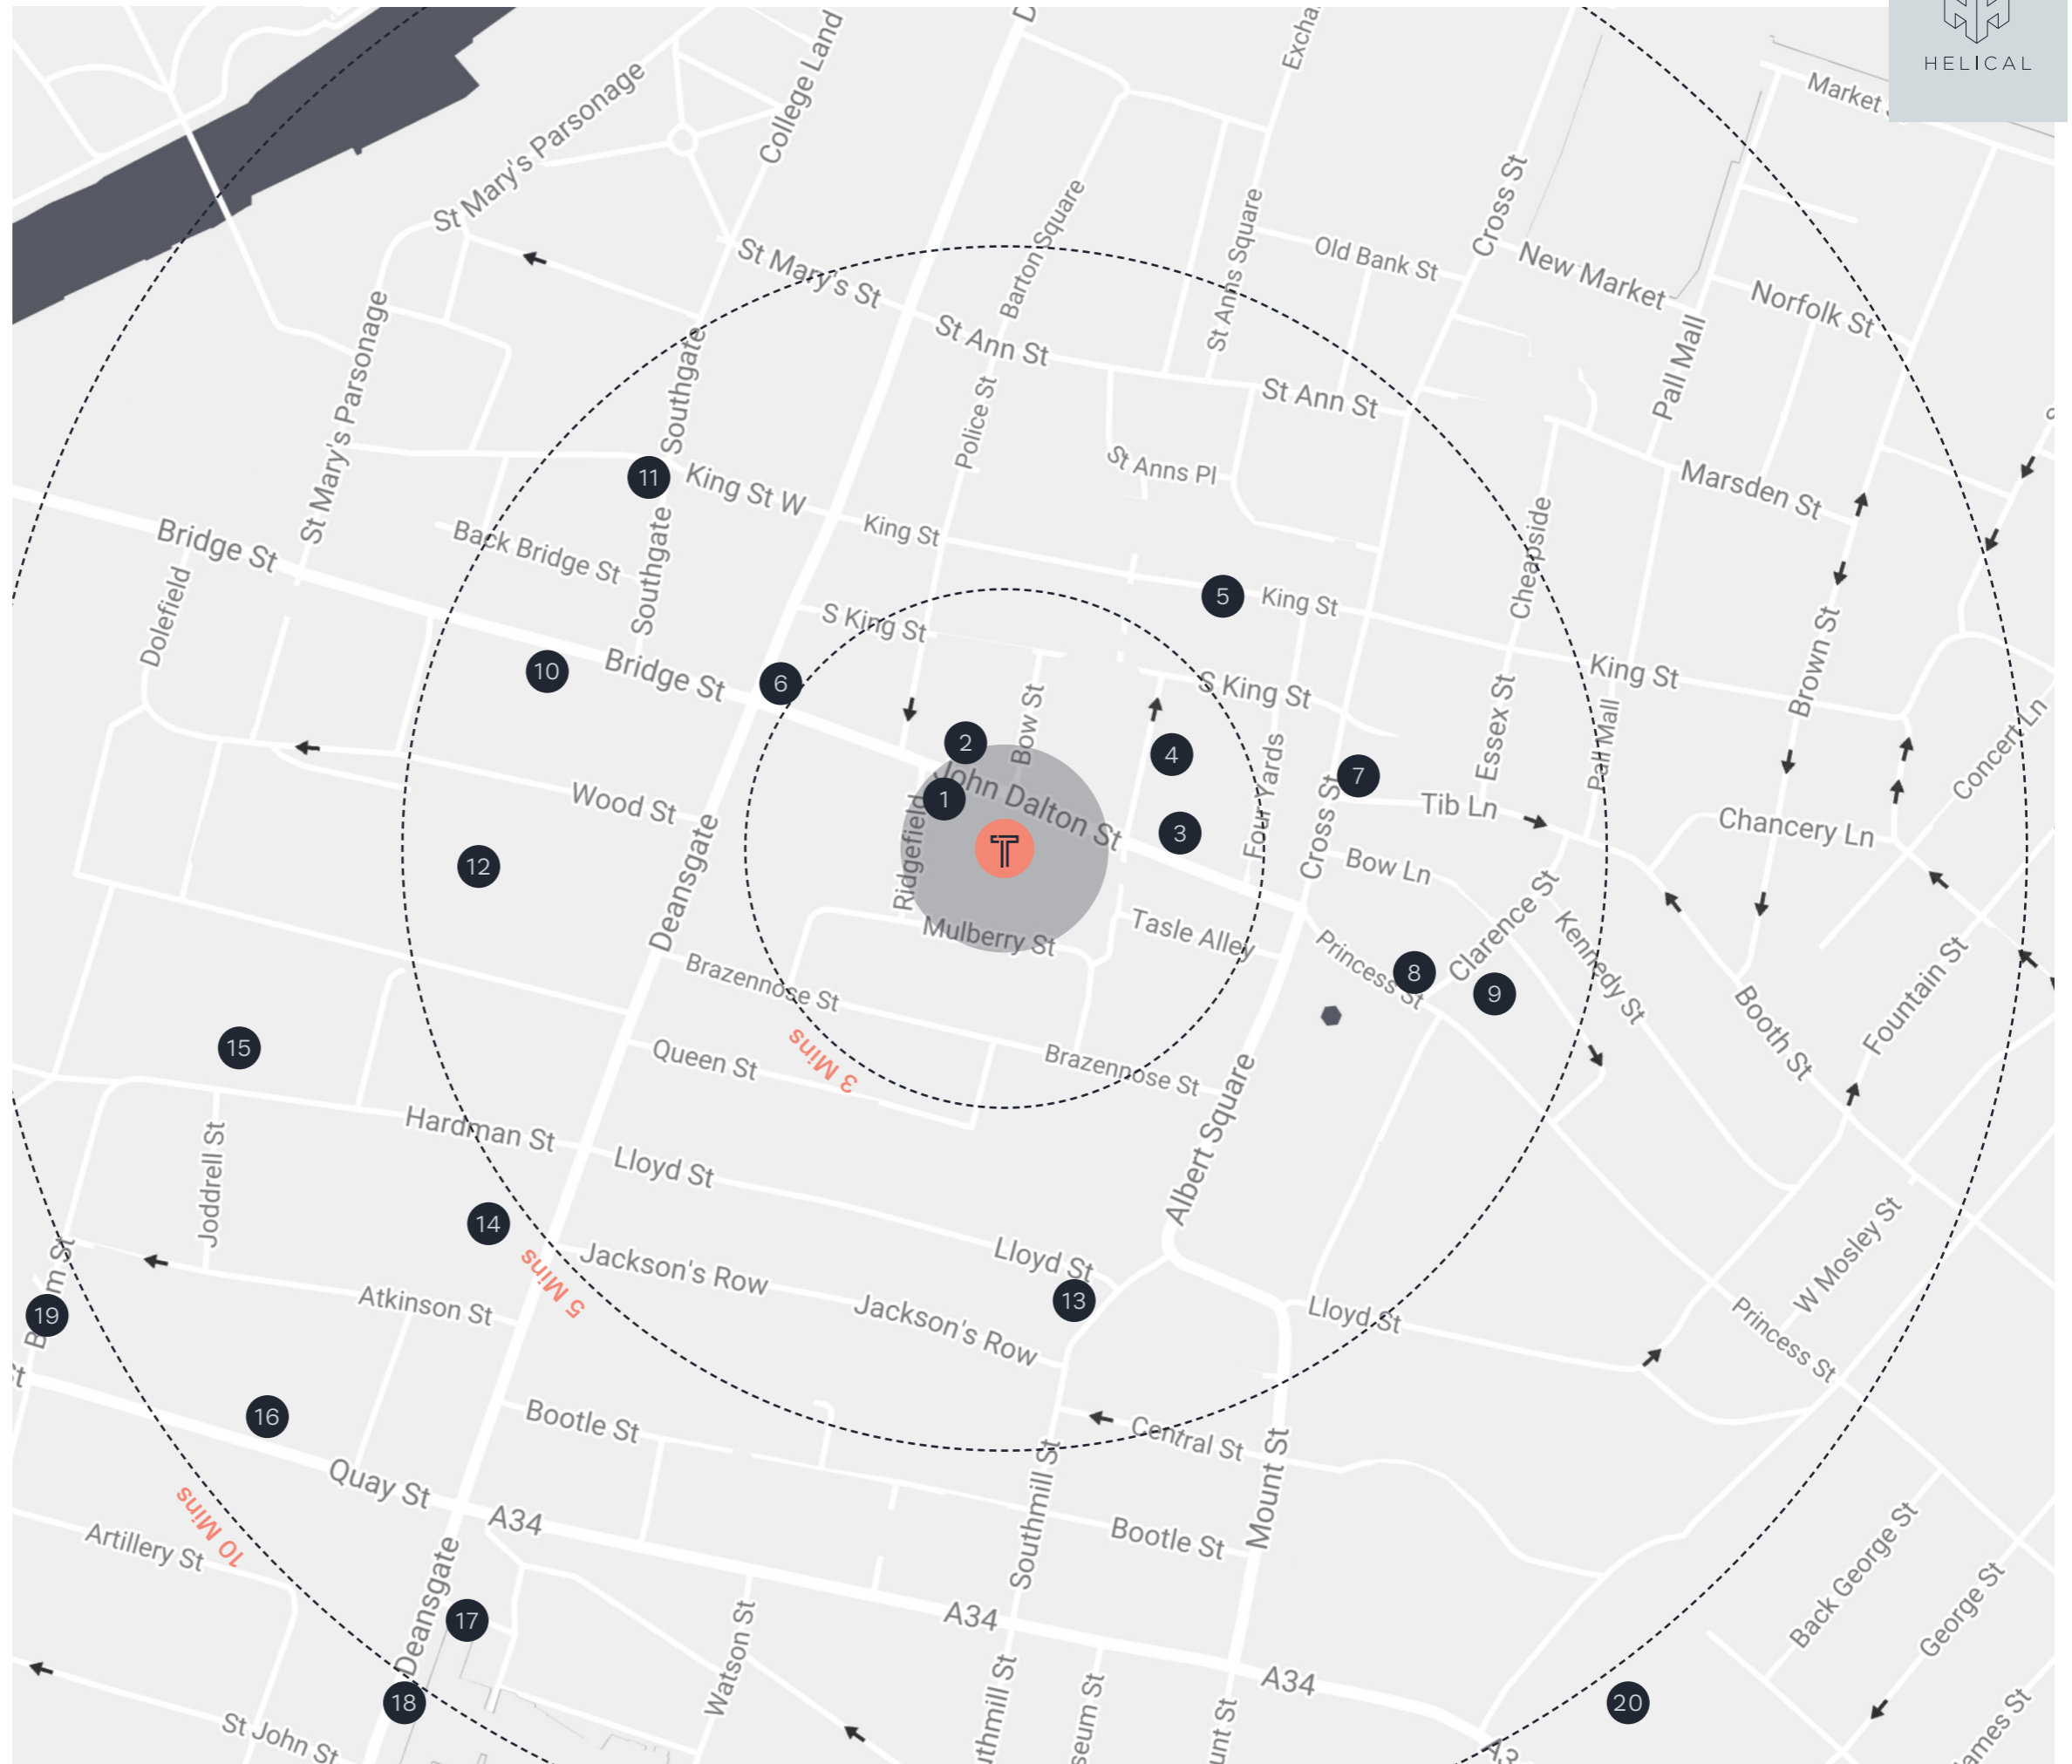 HELICAL
Market
College Land
Excha
St Mary's Parsonage
Cross St
Barton Square
St Anns Square
Old Bank St
New Market
Norfolk St
St Mary's St
St Ann St
St Ann St
Pall Mall
St Mary's Parsonage
Southgate
Police St
St Anns Pl
Marsden St
11
King St W
King St
Bridge St
Back Bridge St
Southgate
Cheapside
Dolefield
5
King St
S King St
Brown St
King St
10
Bridge St
6
S King St
Bow St
Essex St
Pall Mall
Concert Ln
2
4
Four Yards
7
John Dalton St
Wood St
1
Tib Ln
Chancery Ln
3
Ridgefield
T
Cross St
Bow Ln
12
Deansgate
Mulberry St
Tasle Alley
Clarence St
Kennedy St
Princess St
8
9
Brazennose St
Fountain St
Booth St
15
3 Mins
Queen St
Brazennose St
Albert Square
Hardman St
Lloyd St
Joddrell St
14
5 Mins
Jackson's Row
Lloyd St
W Mosley St
13
Atkinson St
Jackson's Row
Lloyd St
Princess St
19
16
Bootle St
Central St
Quay St
A34
Mount St
Southmill St
Bootle St
10 Mins
Artillery St
Back George St
George St
Deansgate
17
A34
Watson St
A34
18
20
St John St